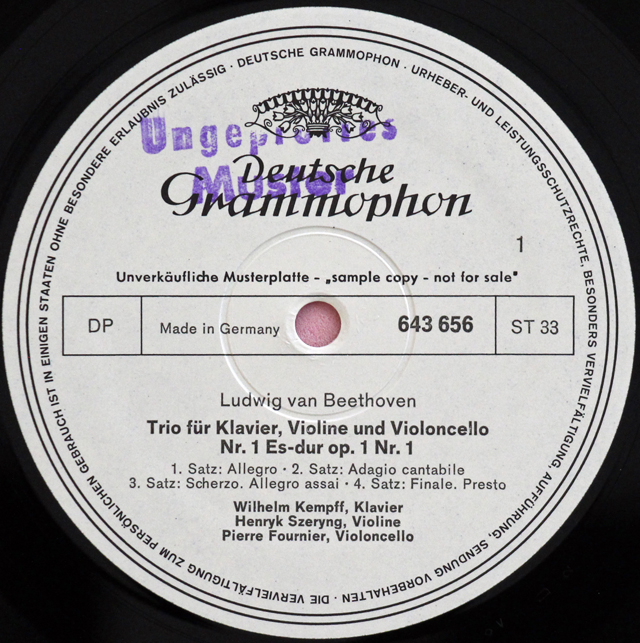 DEUTSCHE GRAMMOPHON · URHEBER- UND LEISTUNGSSCHUTZRECHTE, BESONDERS VERVIELFÄLTIGUNG, AUFFÜHRUNG, SENDUNG VORBEHALTEN · DIE VERVIELFÄLTIGUNG ZUM PERSÖNLICHEN GEBRAUCH IST IN EINIGEN STAATEN OHNE BESONDERE ERLAUBNIS ZULÄSSIG ·
Ungeprüftes
Muster
Deutsche
Grammophon
1
Unverkäufliche Musterplatte - „sample copy - not for sale"
DP Made in Germany 643 656 ST 33
Ludwig van Beethoven
Trio für Klavier, Violine und Violoncello
Nr. 1 Es-dur op. 1 Nr. 1
1. Satz: Allegro · 2. Satz: Adagio cantabile
3. Satz: Scherzo. Allegro assai · 4. Satz: Finale. Presto
Wilhelm Kempff, Klavier
Henryk Szeryng, Violine
Pierre Fournier, Violoncello